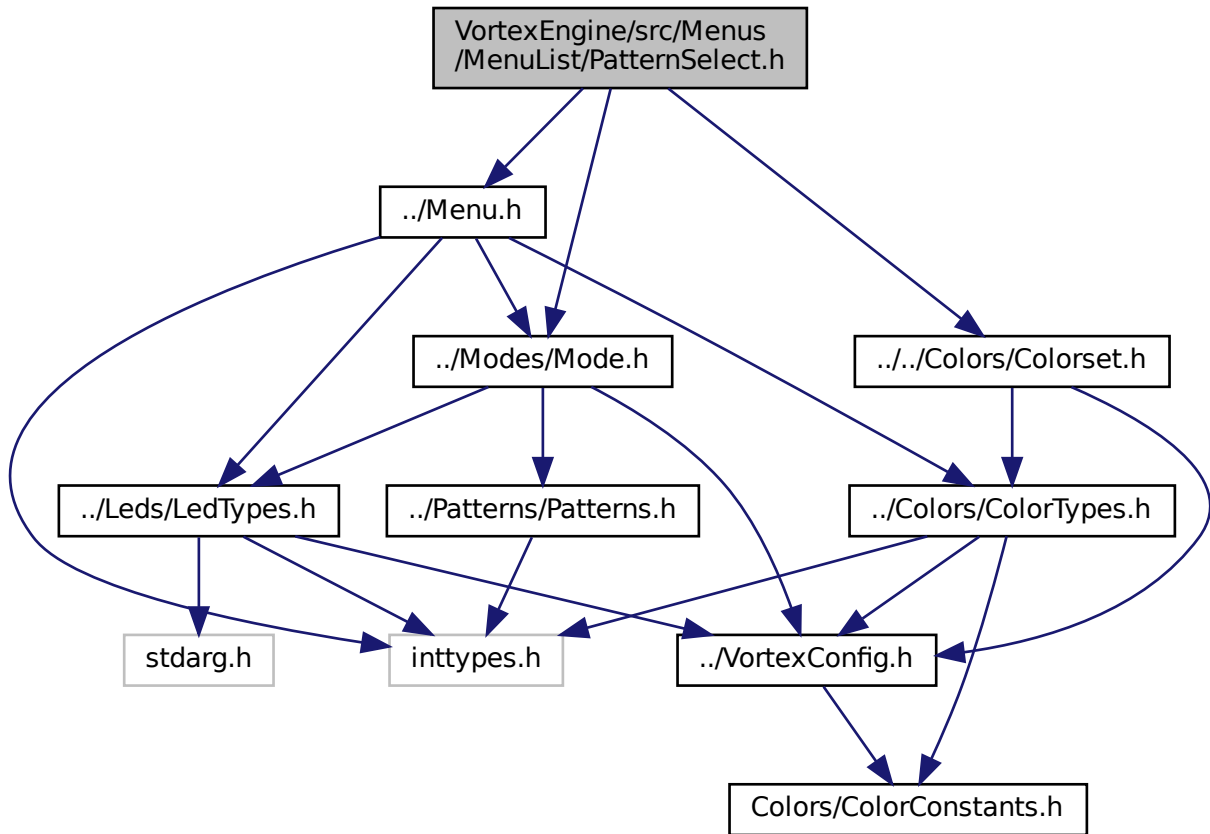 VortexEngine/src/Menus
/MenuList/PatternSelect.h
../Menu.h
../Modes/Mode.h
../../Colors/Colorset.h
../Leds/LedTypes.h
../Patterns/Patterns.h
../Colors/ColorTypes.h
stdarg.h
inttypes.h
../VortexConfig.h
Colors/ColorConstants.h